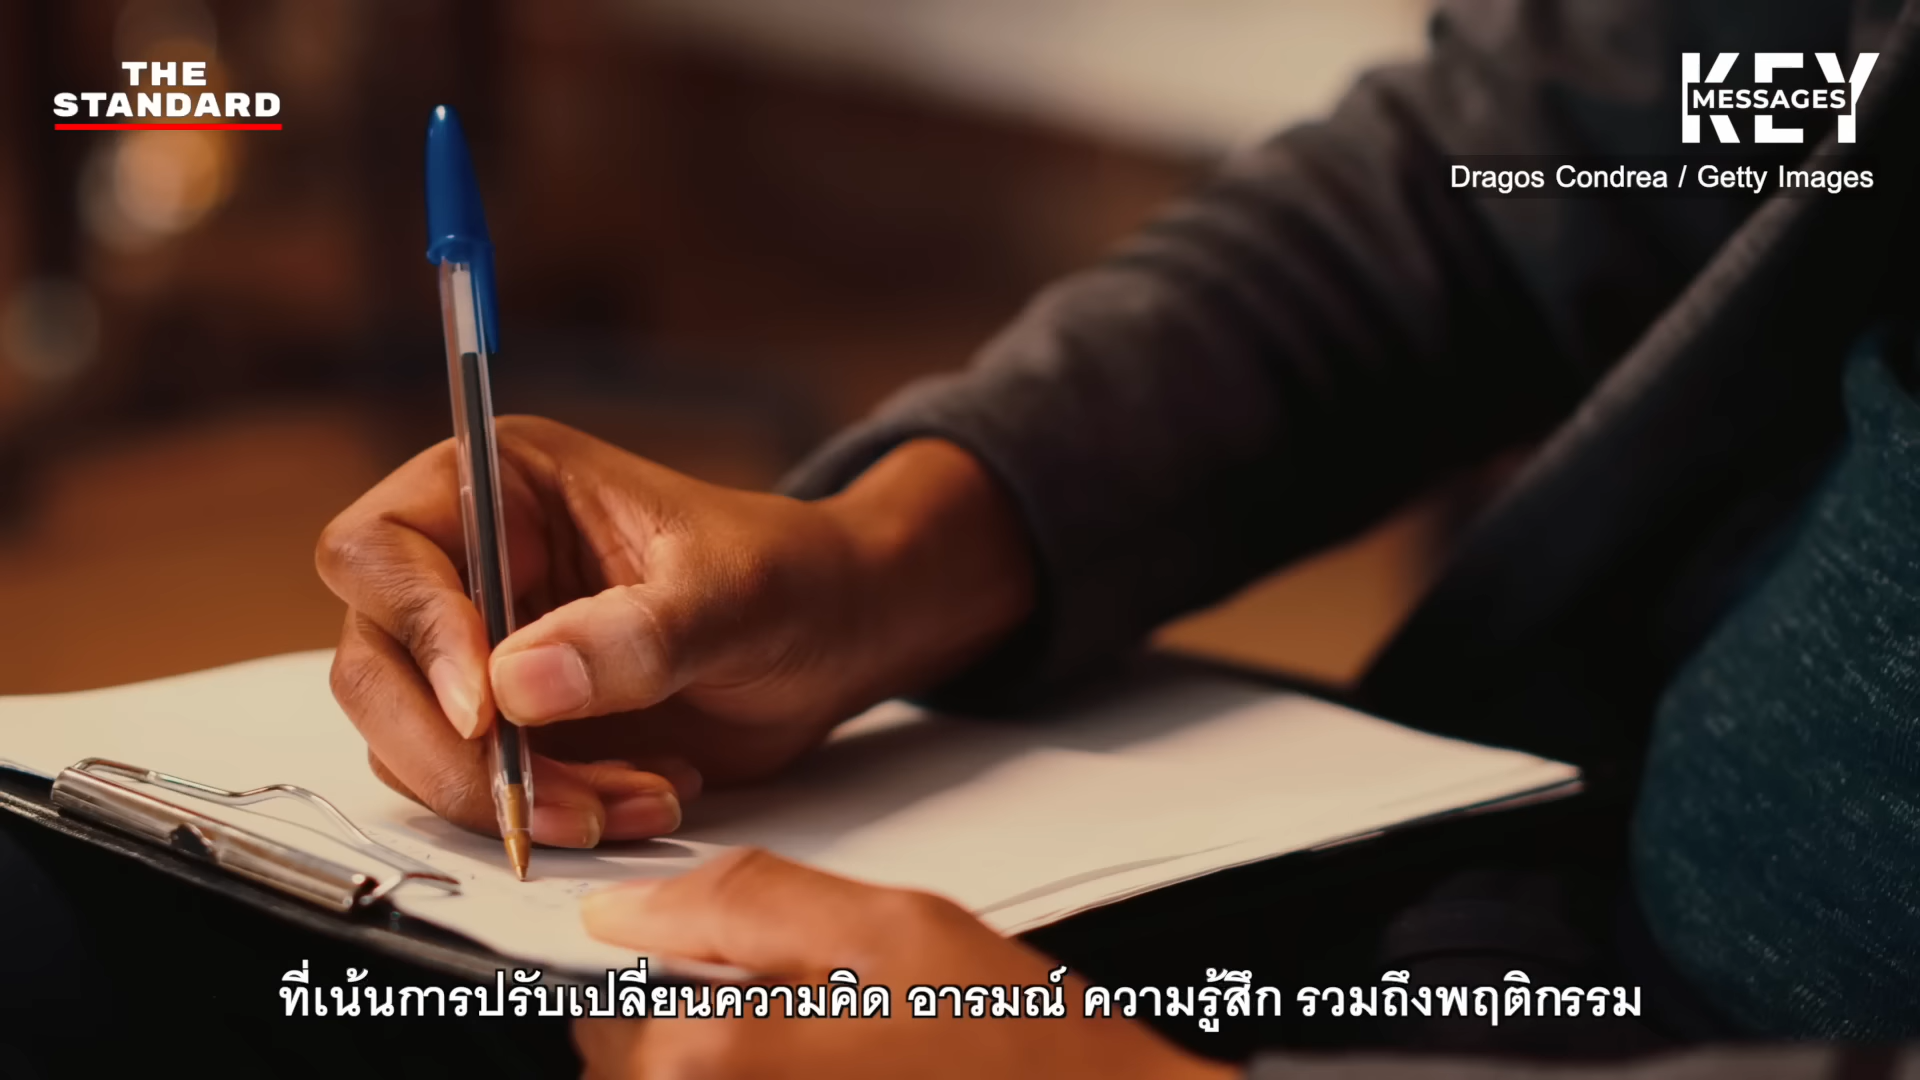 THE
STANDARD
KEY
MESSAGES
Dragos Condrea / Getty Images
ที่เน้นการปรับเปลี่ยนความคิด อารมณ์ ความรู้สึก รวมถึงพฤติกรรม